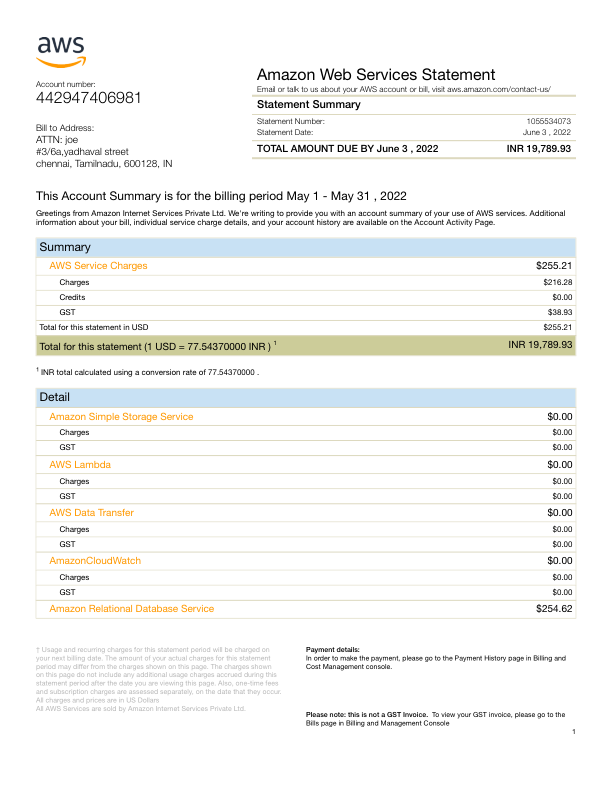 aws
Account number:
442947406981
Bill to Address:
ATTN: joe
#3/6a,yadhaval street
chennai, Tamilnadu, 600128, IN
Amazon Web Services Statement
Email or talk to us about your AWS account or bill, visit aws.amazon.com/contact-us/
Statement Summary
Statement Number: 1055534073
Statement Date: June 3 , 2022
TOTAL AMOUNT DUE BY June 3 , 2022 INR 19,789.93
This Account Summary is for the billing period May 1 - May 31 , 2022
Greetings from Amazon Internet Services Private Ltd. We're writing to provide you with an account summary of your use of AWS services. Additional
information about your bill, individual service charge details, and your account history are available on the Account Activity Page.
Summary
AWS Service Charges $255.21
Charges $216.28
Credits $0.00
GST $38.93
Total for this statement in USD $255.21
Total for this statement (1 USD = 77.54370000 INR ) 1 INR 19,789.93
1 INR total calculated using a conversion rate of 77.54370000 .
Detail
Amazon Simple Storage Service $0.00
Charges $0.00
GST $0.00
AWS Lambda $0.00
Charges $0.00
GST $0.00
AWS Data Transfer $0.00
Charges $0.00
GST $0.00
AmazonCloudWatch $0.00
Charges $0.00
GST $0.00
Amazon Relational Database Service $254.62
† Usage and recurring charges for this statement period will be charged on
your next billing date. The amount of your actual charges for this statement
period may differ from the charges shown on this page. The charges shown
on this page do not include any additional usage charges accrued during this
statement period after the date you are viewing this page. Also, one-time fees
and subscription charges are assessed separately, on the date that they occur.
All charges and prices are in US Dollars
All AWS Services are sold by Amazon Internet Services Private Ltd.
Payment details:
In order to make the payment, please go to the Payment History page in Billing and
Cost Management console.
Please note: this is not a GST Invoice. To view your GST invoice, please go to the
Bills page in Billing and Management Console
1